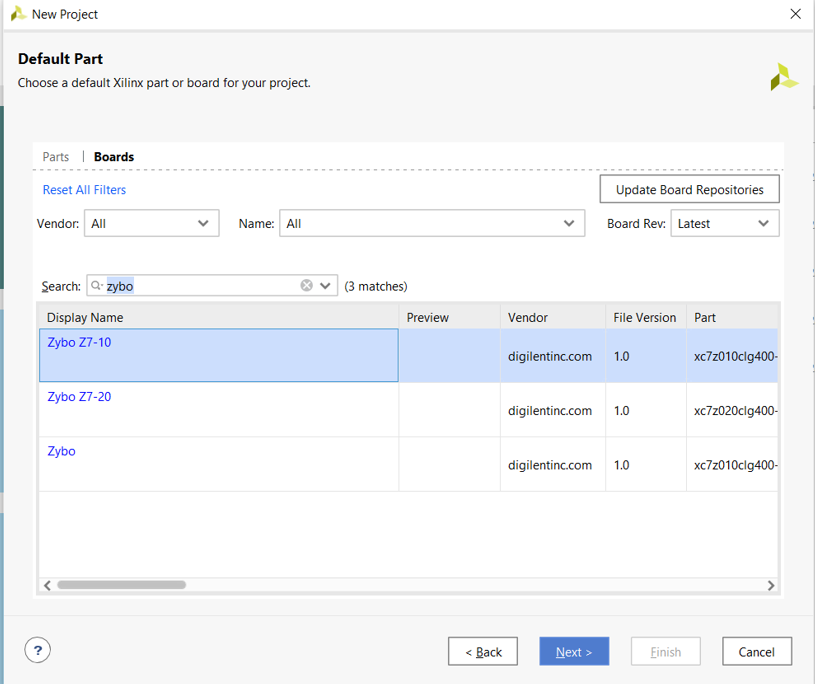 New Project
Default Part
Choose a default Xilinx part or board for your project.
Parts | Boards
Reset All Filters
Update Board Repositories
Vendor: All Name: All Board Rev: Latest
Search: zybo (3 matches)
Display Name Preview Vendor File Version Part
Zybo Z7-10 digilentinc.com 1.0 xc7z010clg400-
Zybo Z7-20 digilentinc.com 1.0 xc7z020clg400-
Zybo digilentinc.com 1.0 xc7z010clg400-
? < Back Next > Finish Cancel